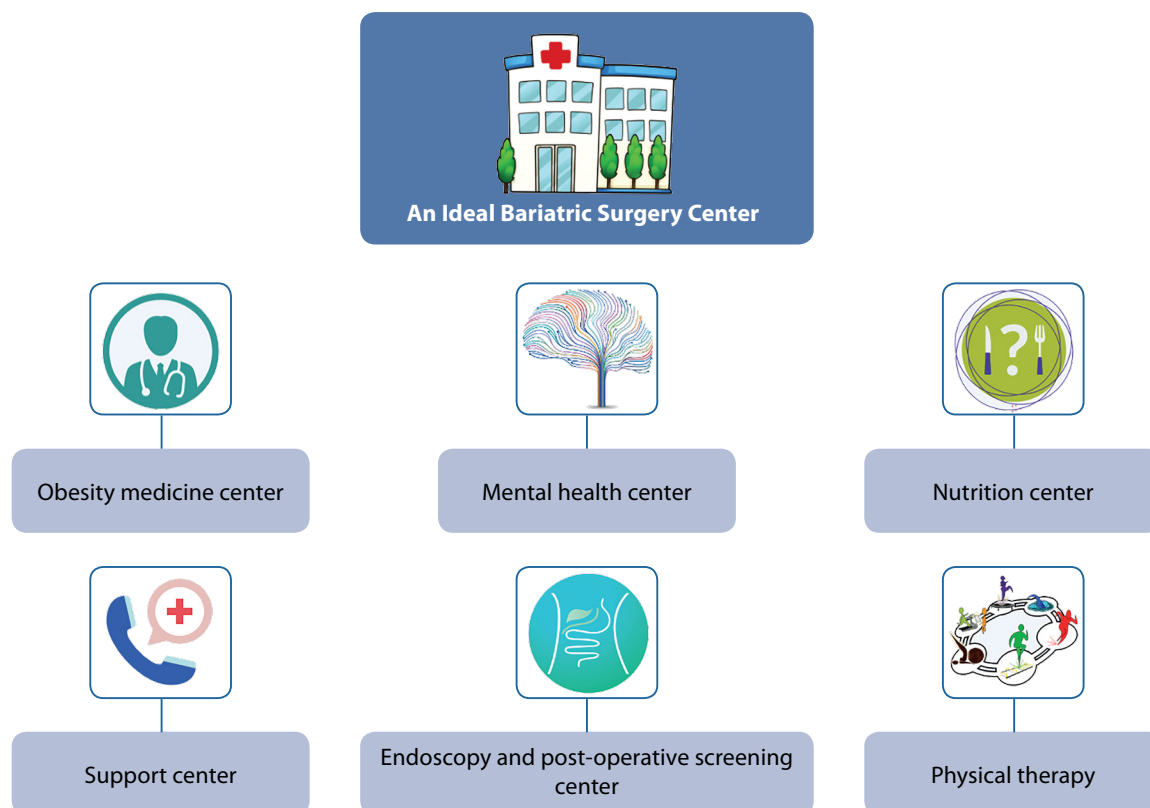 An Ideal Bariatric Surgery Center
Obesity medicine center
Mental health center
?
Nutrition center
Support center
Endoscopy and post-operative screening
center
Physical therapy